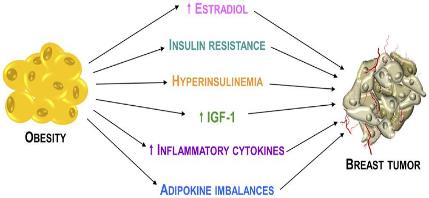 ↑ ESTRADIOL
INSULIN RESISTANCE
HYPERINSULINEMIA
↑ IGF-1
↑ INFLAMMATORY CYTOKINES
ADIPOKINE IMBALANCES
OBESITY
BREAST TUMOR